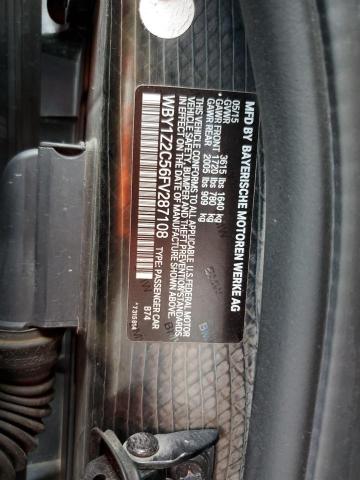 MFD BY BAYERISCHE MOTOREN WERKE AG
05/15
GVWR 3615 lbs 1640 kg
GAWR FRONT 1720 lbs 780 kg
GAWR REAR 2005 lbs 909 kg
THIS VEHICLE CONFORMS TO ALL APPLICABLE U.S.FEDERAL MOTOR
VEHICLE SAFETY, BUMPER AND THEFT PREVENTION STANDARDS
IN EFFECT ON THE DATE OF MANUFACTURE SHOWN ABOVE.
WBY1Z2C56FV287108
TYPE: PASSENGER CAR
B74